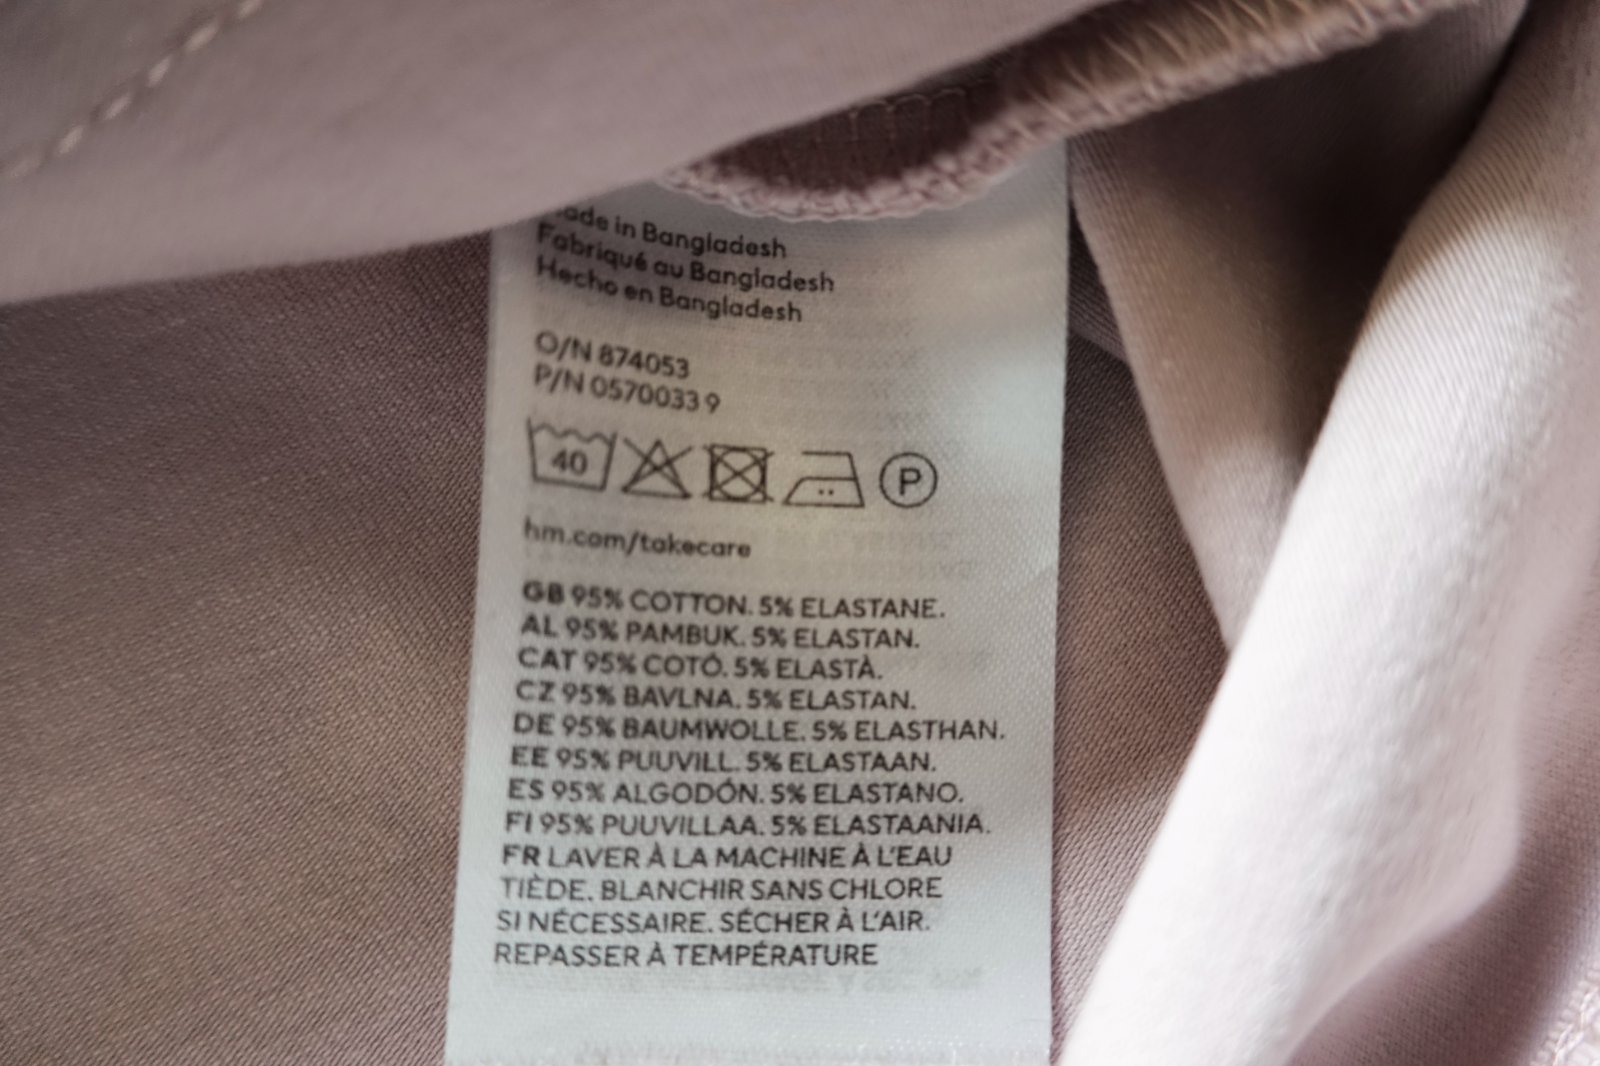 Made in Bangladesh
Fabriqué au Bangladesh
Hecho en Bangladesh
O/N 874053
P/N 0570033 9
40
P
hm.com/takecare
GB 95% COTTON. 5% ELASTANE.
AL 95% PAMBUK. 5% ELASTAN.
CAT 95% COTÓ. 5% ELASTÀ.
CZ 95% BAVLNA. 5% ELASTAN.
DE 95% BAUMWOLLE. 5% ELASTHAN.
EE 95% PUUVILL. 5% ELASTAAN.
ES 95% ALGODÓN. 5% ELASTANO.
FI 95% PUUVILLAA. 5% ELASTAANIA.
FR LAVER À LA MACHINE À L'EAU
TIÈDE. BLANCHIR SANS CHLORE
SI NÉCESSAIRE. SÉCHER À L'AIR.
REPASSER À TEMPÉRATURE